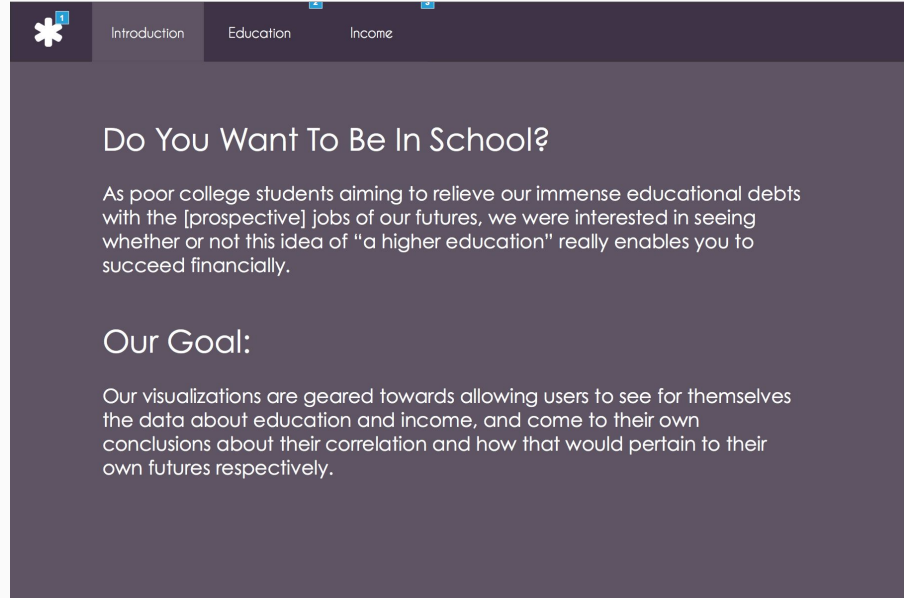 1
2
3
Introduction Education Income
Do You Want To Be In School?
As poor college students aiming to relieve our immense educational debts
with the [prospective] jobs of our futures, we were interested in seeing
whether or not this idea of “a higher education” really enables you to
succeed financially.
Our Goal:
Our visualizations are geared towards allowing users to see for themselves
the data about education and income, and come to their own
conclusions about their correlation and how that would pertain to their
own futures respectively.